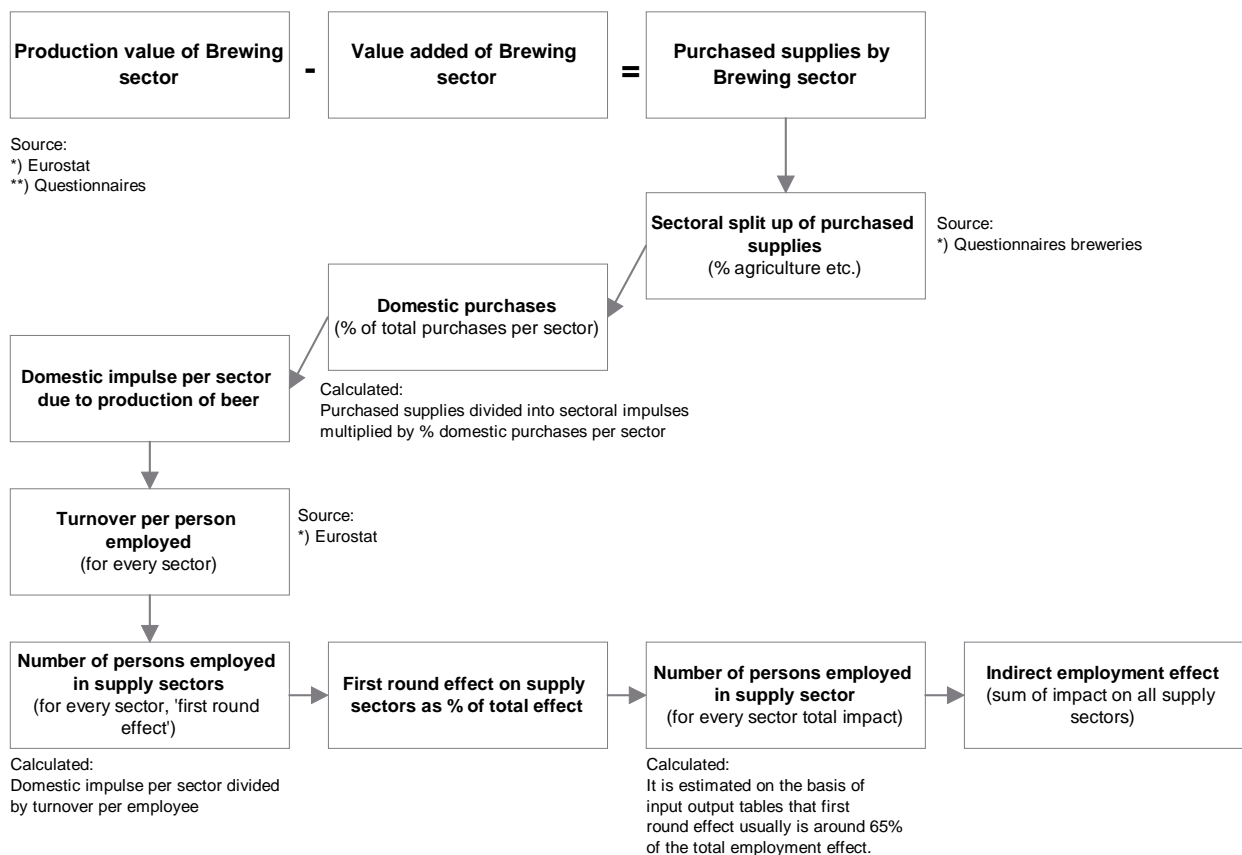 Production value of Brewing
sector
-
Value added of Brewing
sector
=
Purchased supplies by
Brewing sector
Source:
*) Eurostat
**) Questionnaires
Sectoral split up of purchased
supplies
(% agriculture etc.)
Source:
*) Questionnaires breweries
Domestic purchases
(% of total purchases per sector)
Calculated:
Purchased supplies divided into sectoral impulses
multiplied by % domestic purchases per sector
Domestic impulse per sector
due to production of beer
Turnover per person
employed
(for every sector)
Source:
*) Eurostat
Number of persons employed
in supply sectors
(for every sector, 'first round
effect')
Calculated:
Domestic impulse per sector divided
by turnover per employee
First round effect on supply
sectors as % of total effect
Number of persons employed
in supply sector
(for every sector total impact)
Calculated:
It is estimated on the basis of
input output tables that first
round effect usually is around 65%
of the total employment effect.
Indirect employment effect
(sum of impact on all supply
sectors)